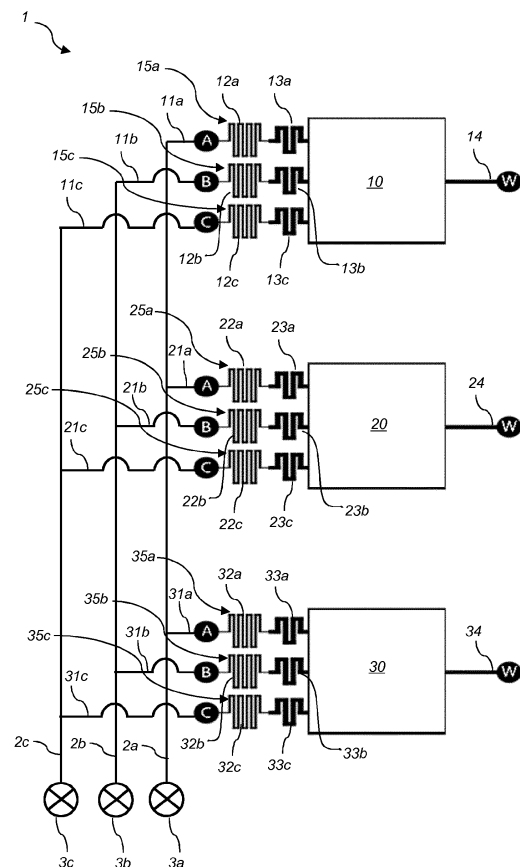 1
15a 12a 13a
15b 11a
15c 11b A 14
11c B 10 W
C
12b 12c 13c 13b
25a 22a 23a
25b 21a
25c 21b A 24
21c B 20 W
C
22b 22c 23c 23b
35a 32a 33a
35b 31a
35c 31b A 34
31c B 30 W
C
2c 2b 2a 32b 32c 33c 33b
3c 3b 3a